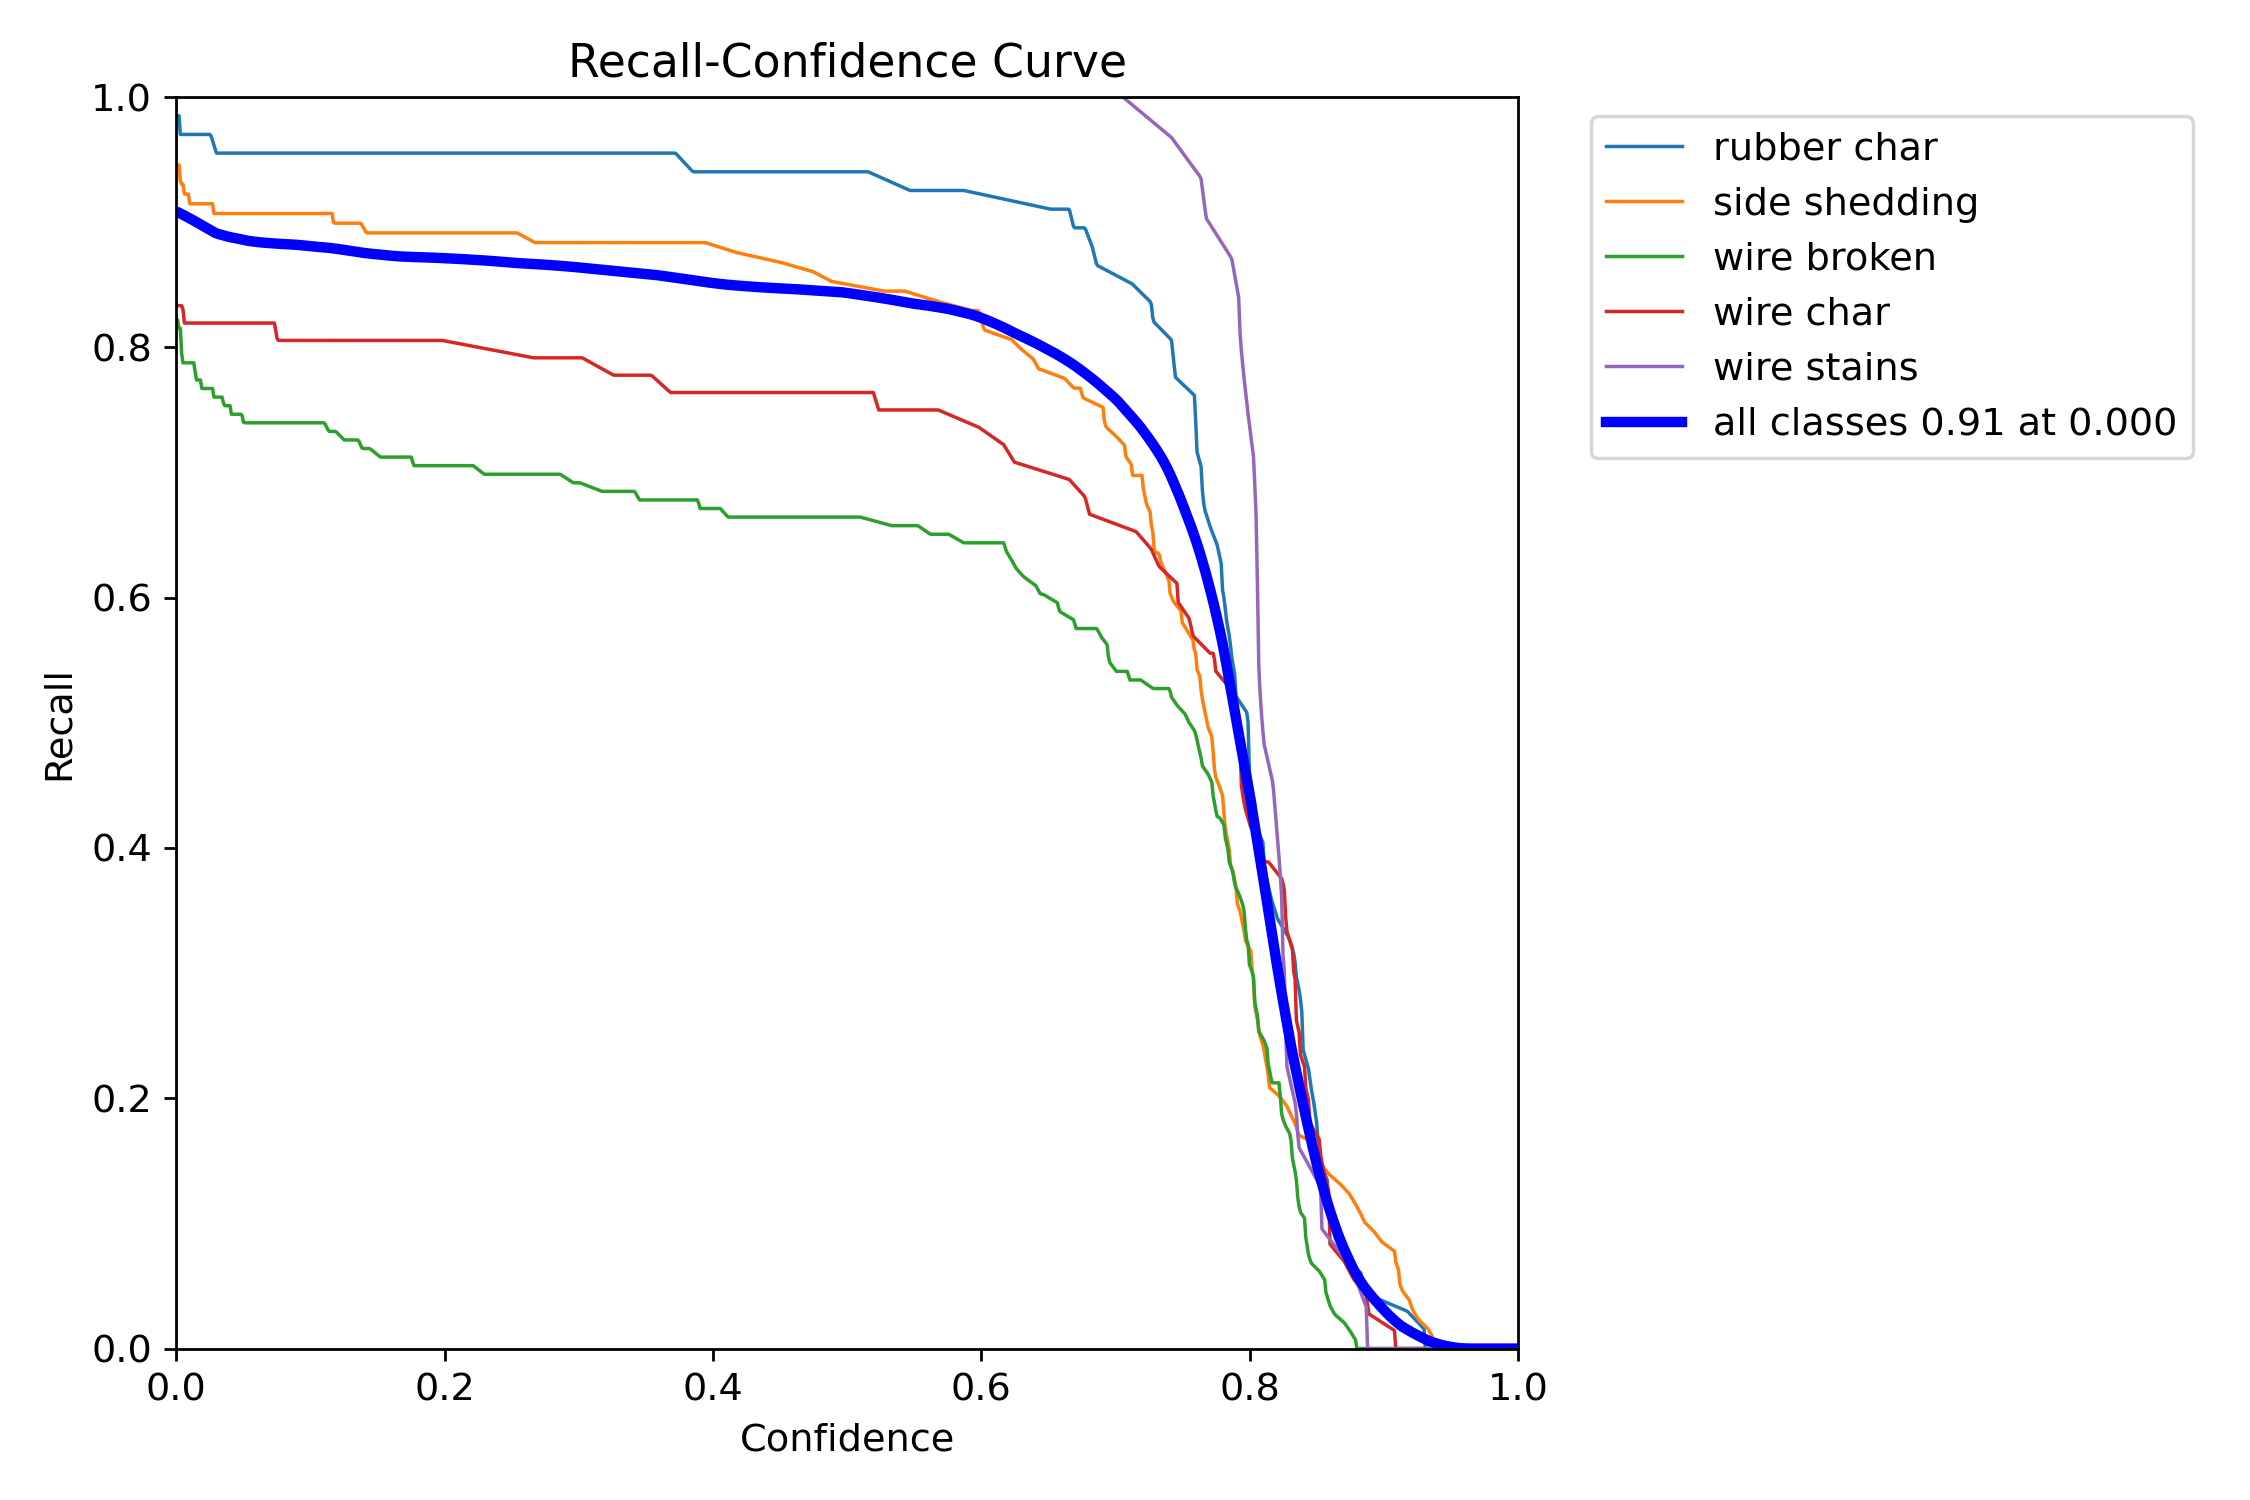 Recall-Confidence Curve
1.0
0.8
0.6
0.4
0.2
0.0
Recall
0.0 0.2 0.4 0.6 0.8 1.0
Confidence
rubber char
side shedding
wire broken
wire char
wire stains
all classes 0.91 at 0.000